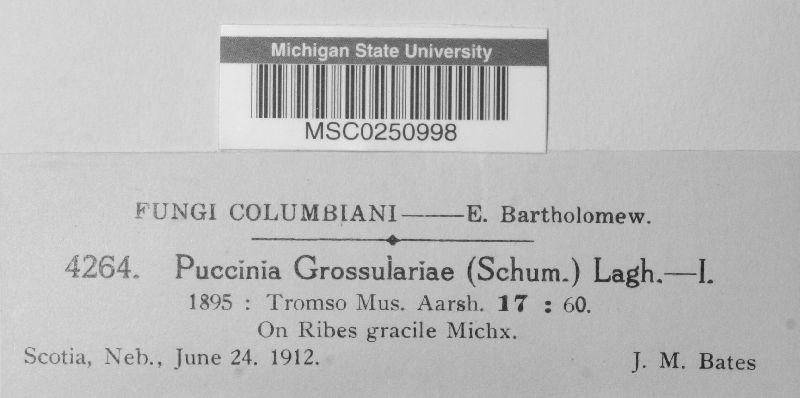 Michigan State University
MSC0250998
FUNGI COLUMBIANI——E. Bartholomew.
4264. Puccinia Grossulariae (Schum.) Lagh.—I.
1895 : Tromso Mus. Aarsh. 17 : 60.
On Ribes gracile Michx.
Scotia, Neb., June 24. 1912. J. M. Bates